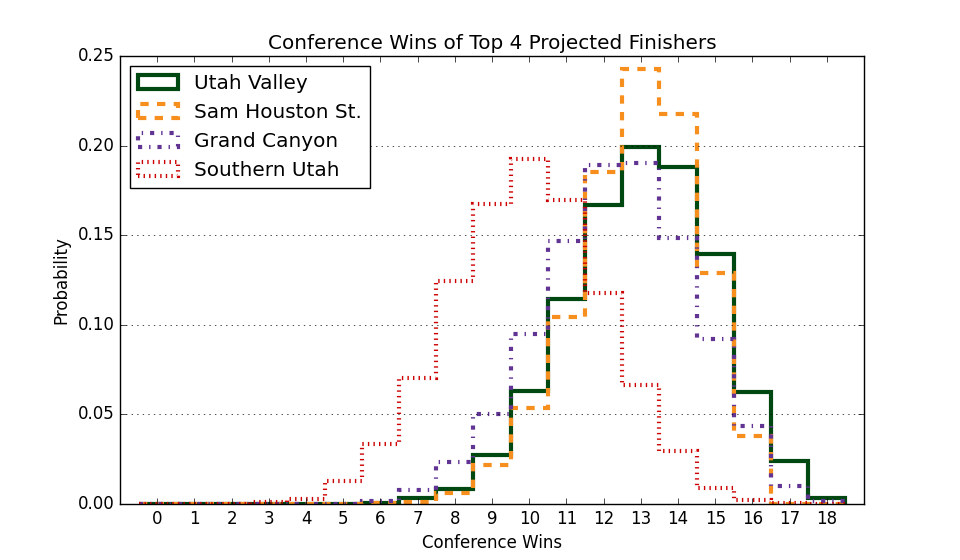 Conference Wins of Top 4 Projected Finishers
0.25
0.20
0.15
0.10
0.05
0.00
Probability
Utah Valley
Sam Houston St.
Grand Canyon
Southern Utah
0 1 2 3 4 5 6 7 8 9 10 11 12 13 14 15 16 17 18
Conference Wins